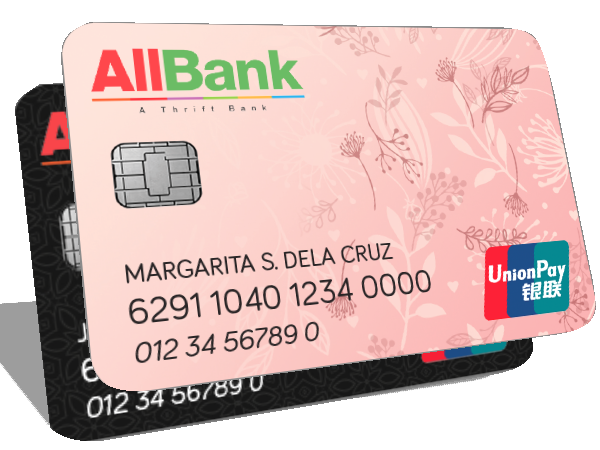 AllBank
A Thrift Bank
MARGARITA S. DELA CRUZ
6291 1040 1234 0000
012 34 56789 0
UnionPay
银联
A
J
6
012 34 56789 0